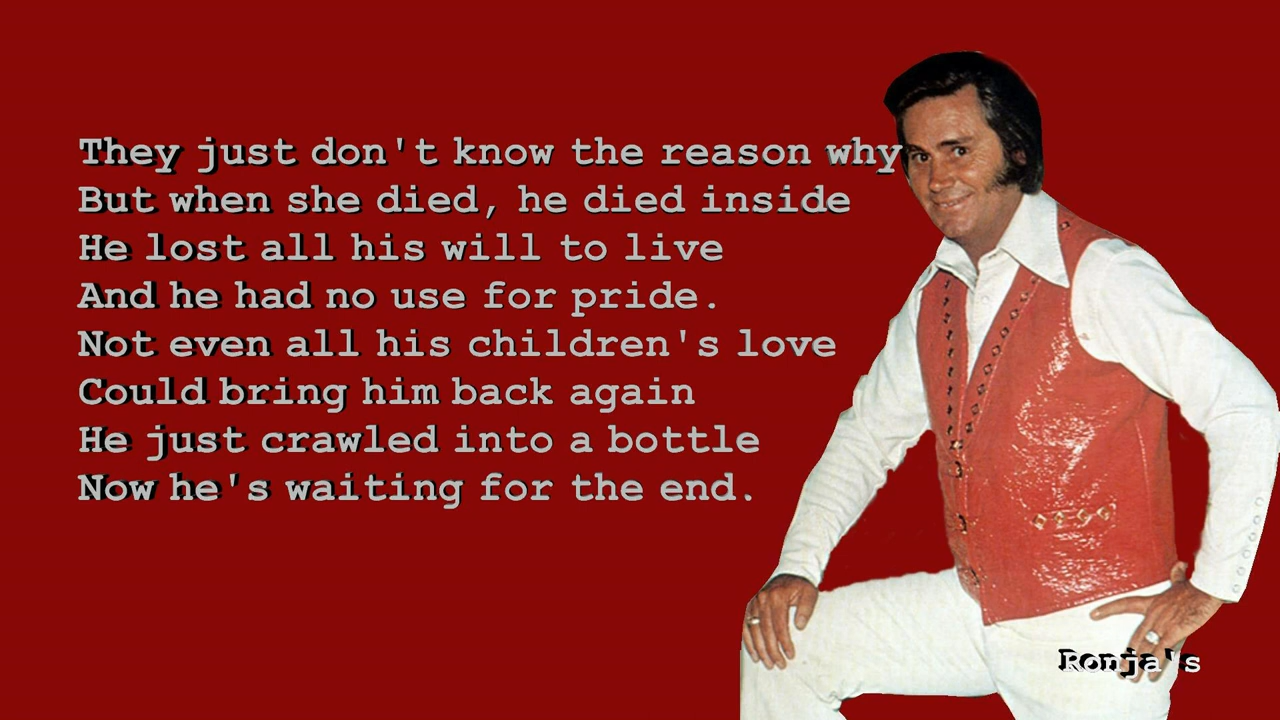 They just don't know the reason why
But when she died, he died inside
He lost all his will to live
And he had no use for pride.
Not even all his children's love
Could bring him back again
He just crawled into a bottle
Now he's waiting for the end.
Ronja's